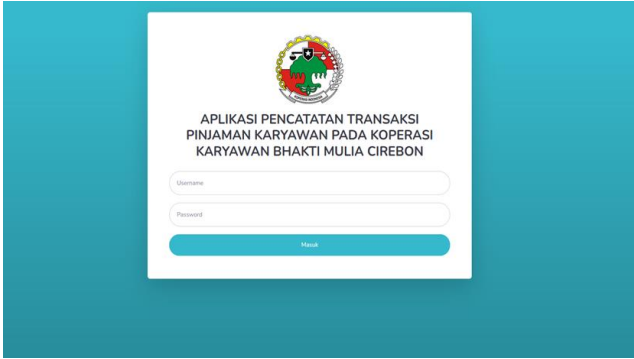 APLIKASI PENCATATAN TRANSAKSI
PINJAMAN KARYAWAN PADA KOPERASI
KARYAWAN BHAKTI MULIA CIREBON
Username
Password
Masuk